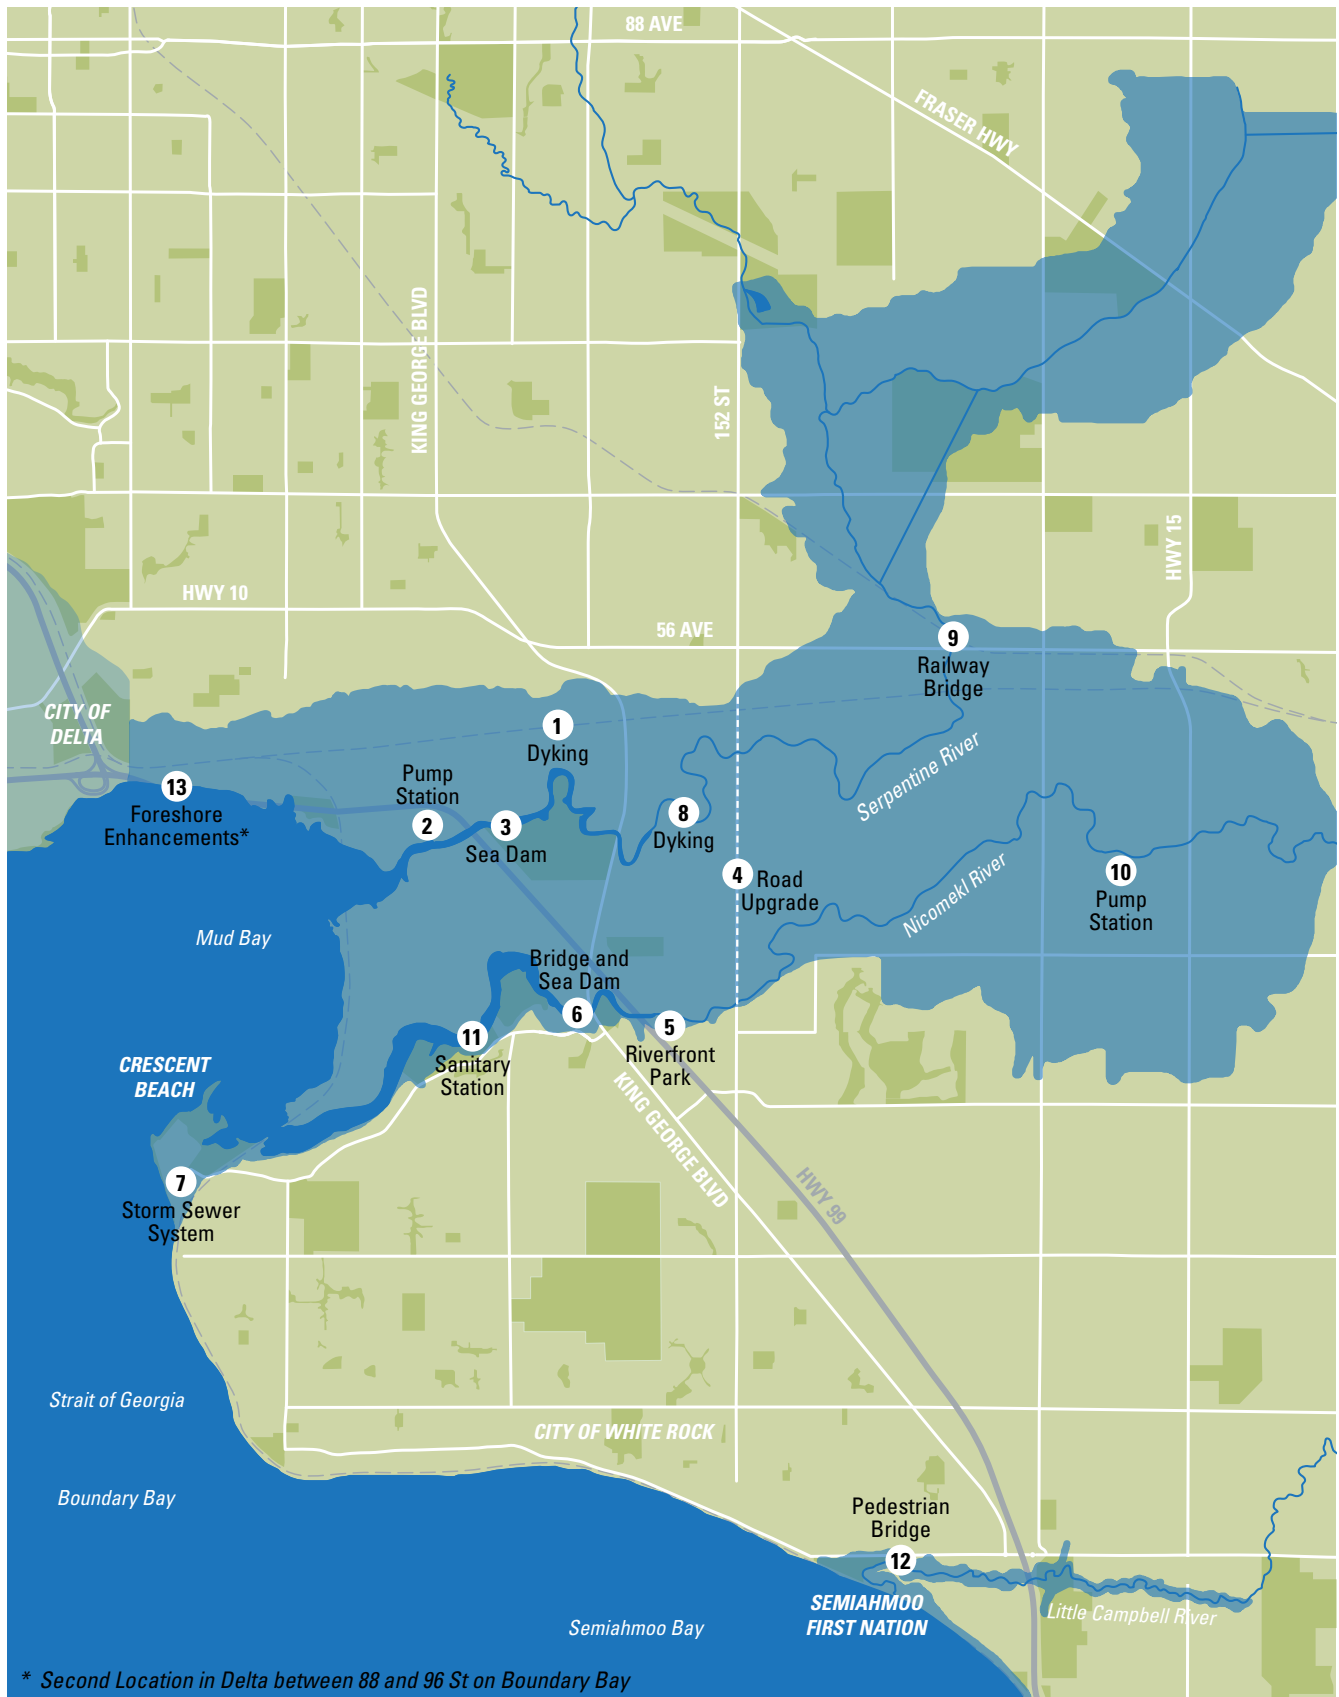 88 AVE
FRASER HWY
KING GEORGE BLVD
152 ST
HWY 15
HWY 10
56 AVE
9
Railway
Bridge
CITY OF
DELTA
1
Dyking
Serpentine River
13
Foreshore
Enhancements*
Pump
Station
2
3
Sea Dam
8
Dyking
4
Road
Upgrade
Nicomekl River
10
Pump
Station
Mud Bay
Bridge and
Sea Dam
6
5
Riverfront
Park
11
Sanitary
Station
CRESCENT
BEACH
KING GEORGE BLVD
HWY 99
7
Storm Sewer
System
Strait of Georgia
CITY OF WHITE ROCK
Boundary Bay
Pedestrian
Bridge
12
SEMIAHMOO
FIRST NATION
Little Campbell River
Semiahmoo Bay
* Second Location in Delta between 88 and 96 St on Boundary Bay